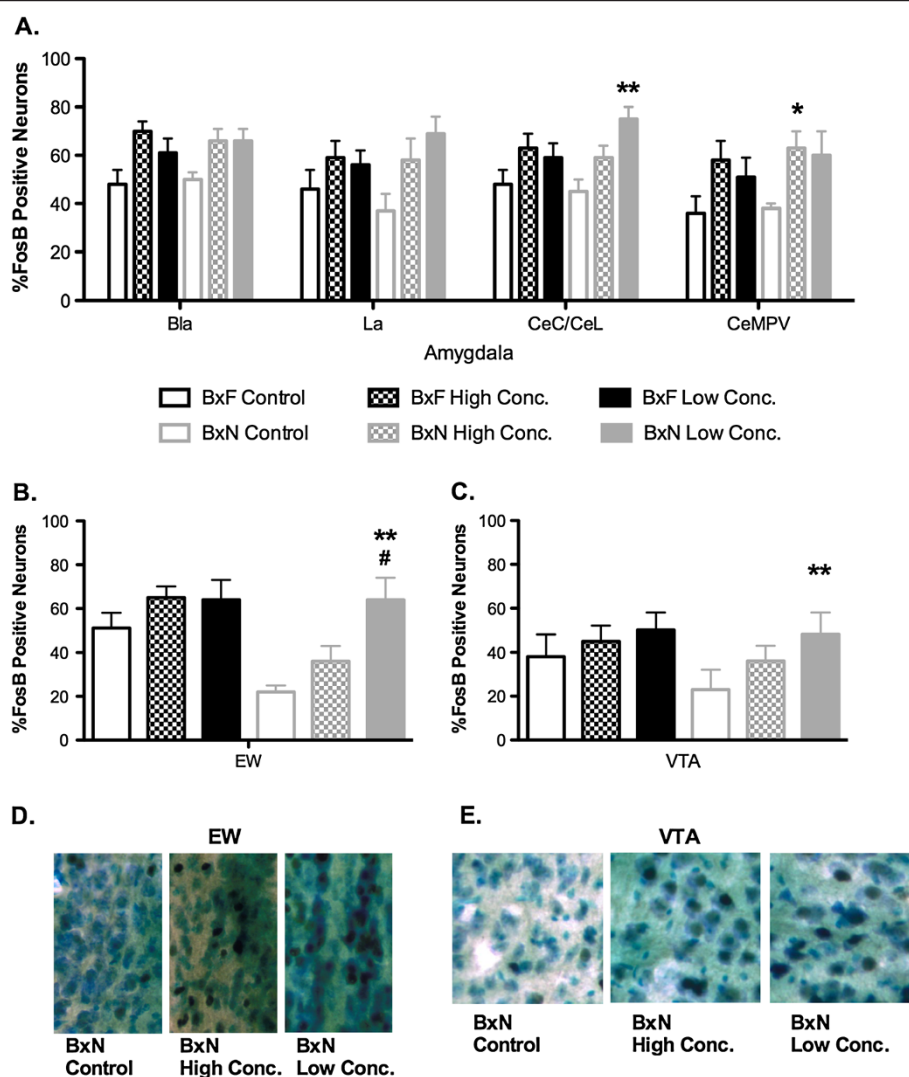 A.
%FosB Positive Neurons
100
80
60
40
20
0
**
*
Bla La CeC/CeL CeMPV
Amygdala
BxF Control BxF High Conc. BxF Low Conc.
BxN Control BxN High Conc. BxN Low Conc.
B.
%FosB Positive Neurons
100
80
60
40
20
0
**
#
EW
C.
%FosB Positive Neurons
100
80
60
40
20
0
**
VTA
D.
EW
BxN
Control
BxN
High Conc.
BxN
Low Conc.
E.
VTA
BxN
Control
BxN
High Conc.
BxN
Low Conc.